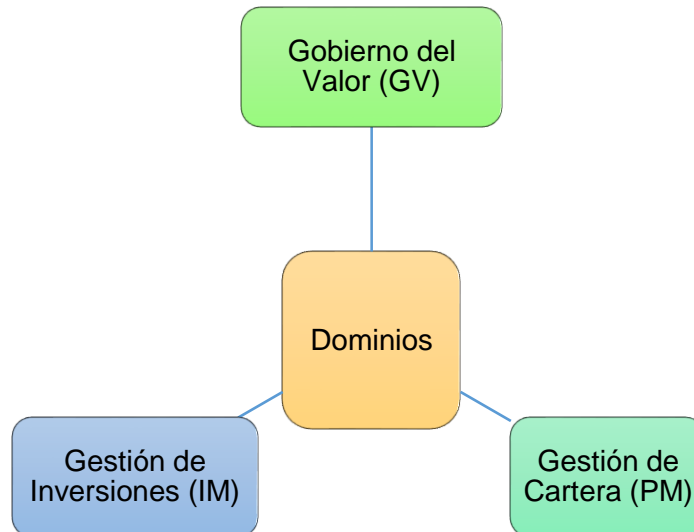 Gobierno del
Valor (GV)
Dominios
Gestión de
Inversiones (IM)
Gestión de
Cartera (PM)